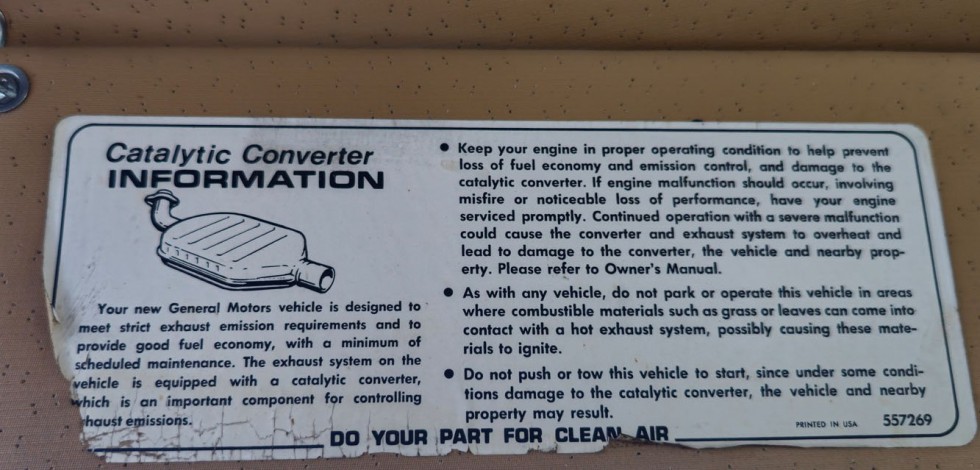 Catalytic Converter
INFORMATION
Your new General Motors vehicle is designed to
meet strict exhaust emission requirements and to
provide good fuel economy, with a minimum of
scheduled maintenance. The exhaust system on the
vehicle is equipped with a catalytic converter,
which is an important component for controlling
haust emissions.
• Keep your engine in proper operating condition to help prevent
loss of fuel economy and emission control, and damage to the
catalytic converter. If engine malfunction should occur, involving
misfire or noticeable loss of performance, have your engine
serviced promptly. Continued operation with a severe malfunction
could cause the converter and exhaust system to overheat and
lead to damage to the converter, the vehicle and nearby prop-
erty. Please refer to Owner's Manual.
• As with any vehicle, do not park or operate this vehicle in areas
where combustible materials such as grass or leaves can come into
contact with a hot exhaust system, possibly causing these mate-
rials to ignite.
• Do not push or tow this vehicle to start, since under some condi-
tions damage to the catalytic converter, the vehicle and nearby
property may result.
PRINTED IN USA 557269
DO YOUR PART FOR CLEAN AIR